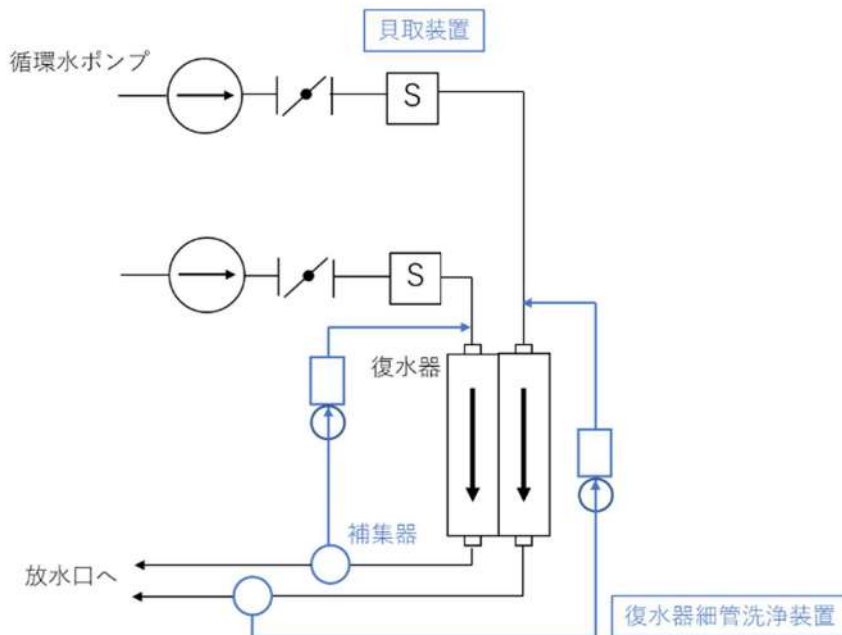 貝取装置
循環水ポンプ
S
S
復水器
補集器
放水口へ
復水器細管洗浄装置